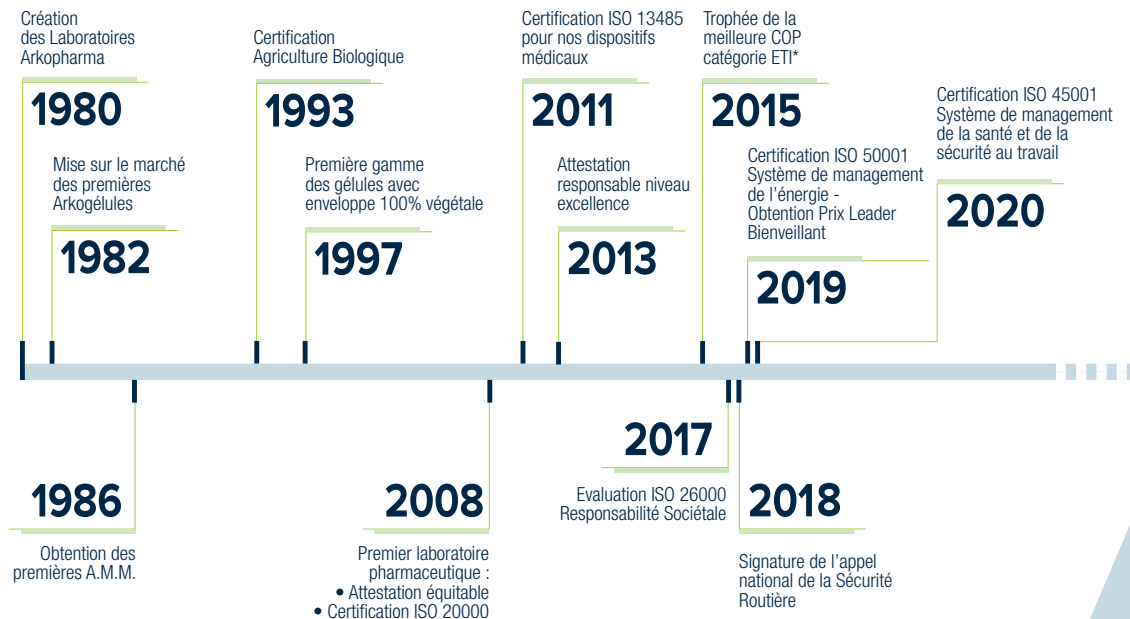 Création
des Laboratoires
Arkopharma
1980
Mise sur le marché
des premières
Arkogélules
1982
Certification
Agriculture Biologique
1993
Première gamme
des gélules avec
enveloppe 100% végétale
1997
Certification ISO 13485
pour nos dispositifs
médicaux
2011
Attestation
responsable niveau
excellence
2013
Trophée de la
meilleure COP
catégorie ETI*
2015
Certification ISO 50001
Système de management
de l'énergie -
Obtention Prix Leader
Bienveillant
2019
Certification ISO 45001
Système de management
de la santé et de la
sécurité au travail
2020
1986
Obtention des
premières A.M.M.
2008
Premier laboratoire
pharmaceutique :
• Attestation équitable
• Certification ISO 20000
2017
Evaluation ISO 26000
Responsabilité Sociétale
2018
Signature de l'appel
national de la Sécurité
Routière